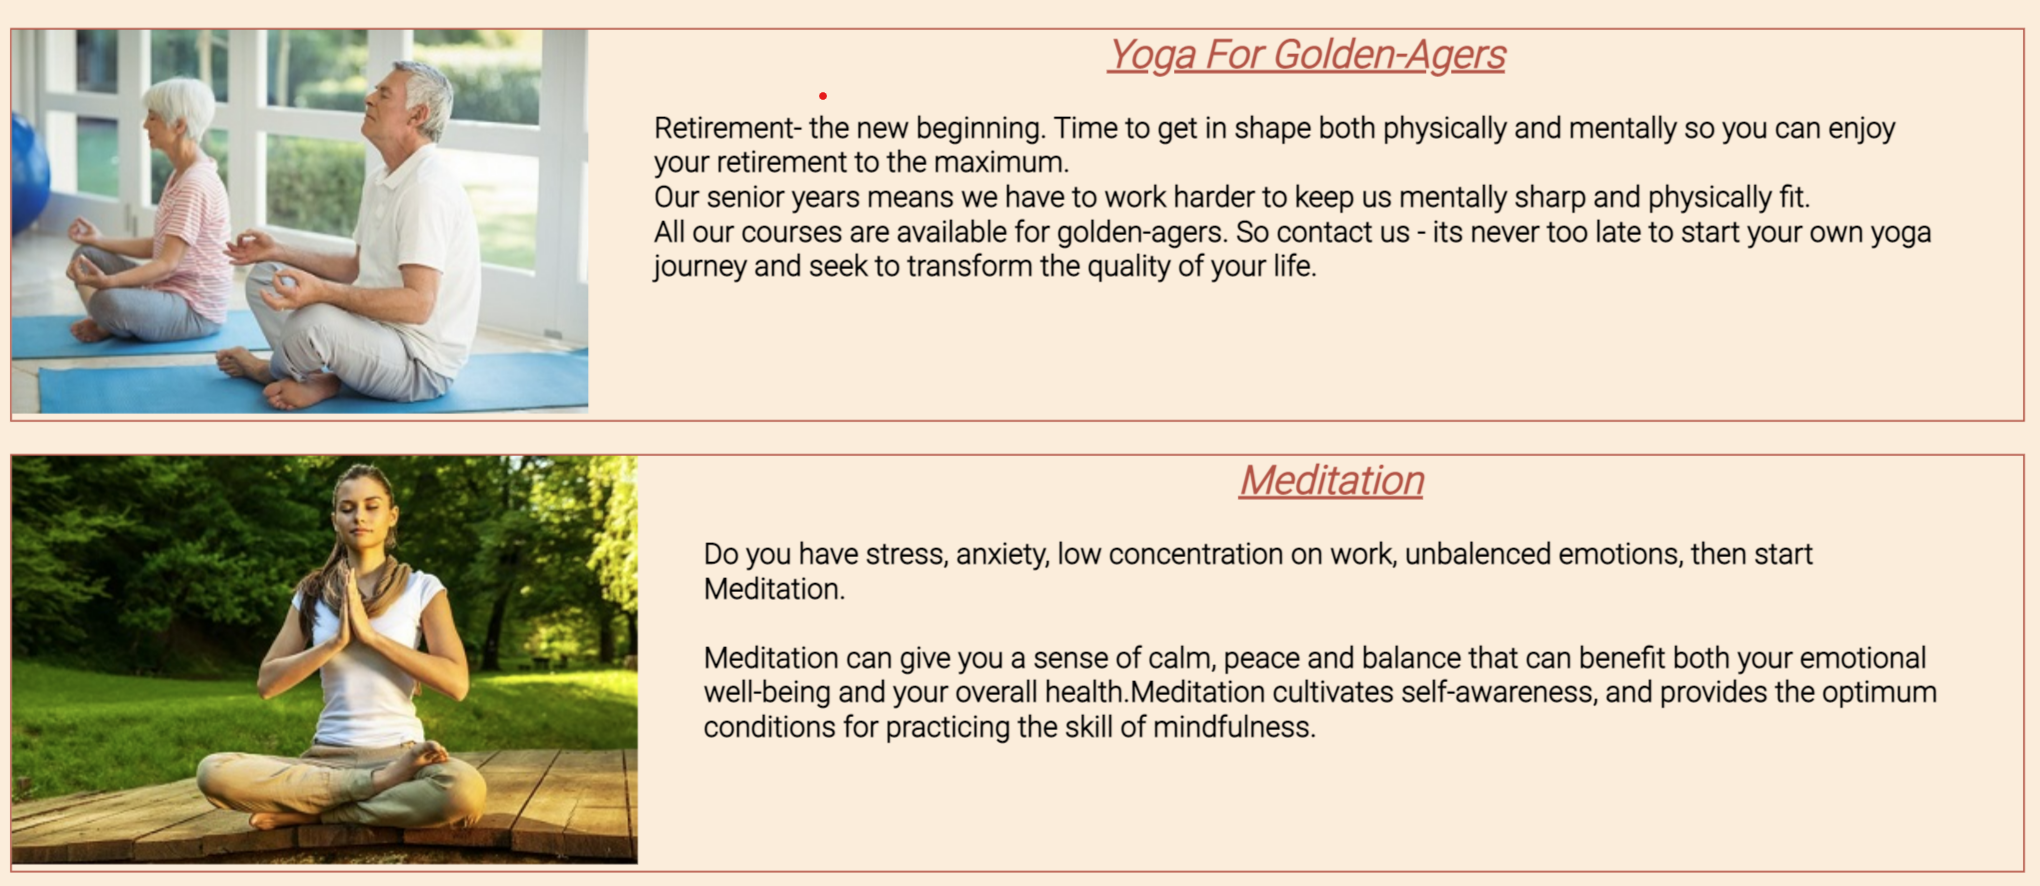 Yoga For Golden-Agers
Retirement- the new beginning. Time to get in shape both physically and mentally so you can enjoy
your retirement to the maximum.
Our senior years means we have to work harder to keep us mentally sharp and physically fit.
All our courses are available for golden-agers. So contact us - its never too late to start your own yoga
journey and seek to transform the quality of your life.
Meditation
Do you have stress, anxiety, low concentration on work, unbalenced emotions, then start
Meditation.
Meditation can give you a sense of calm, peace and balance that can benefit both your emotional
well-being and your overall health.Meditation cultivates self-awareness, and provides the optimum
conditions for practicing the skill of mindfulness.